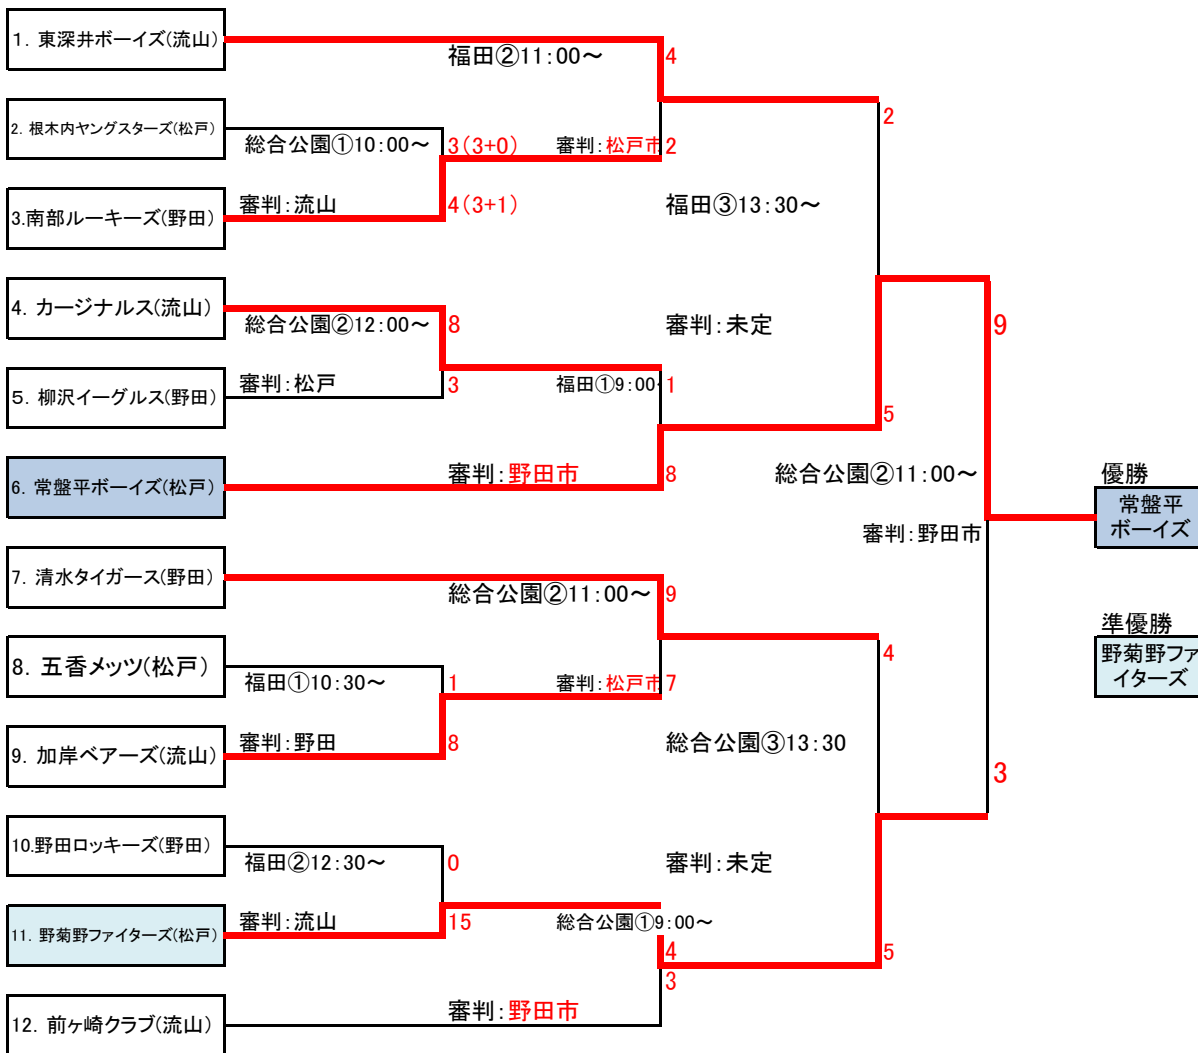 1. 東深井ボーイズ(流山)
福田②11:00～
4
2
2. 根木内ヤングスターズ(松戸)
総合公園①10:00～
3(3+0)
審判:松戸市
2
3.南部ルーキーズ(野田)
審判:流山
4(3+1)
福田③13:30～
4. カージナルス(流山)
総合公園②12:00～
8
審判:未定
9
5. 柳沢イーグルス(野田)
審判:松戸
3
福田①9:00
1
5
6. 常盤平ボーイズ(松戸)
審判:野田市
8
総合公園②11:00～
優勝
常盤平
ボーイズ
審判:野田市
7. 清水タイガース(野田)
総合公園②11:00～
9
準優勝
野菊野ファ
イターズ
4
8. 五香メッツ(松戸)
福田①10:30～
1
審判:松戸市
7
9. 加岸ベアーズ(流山)
審判:野田
8
総合公園③13:30
3
10.野田ロッキーズ(野田)
福田②12:30～
0
審判:未定
11. 野菊野ファイターズ(松戸)
審判:流山
15
総合公園①9:00～
4
5
3
12. 前ヶ崎クラブ(流山)
審判:野田市